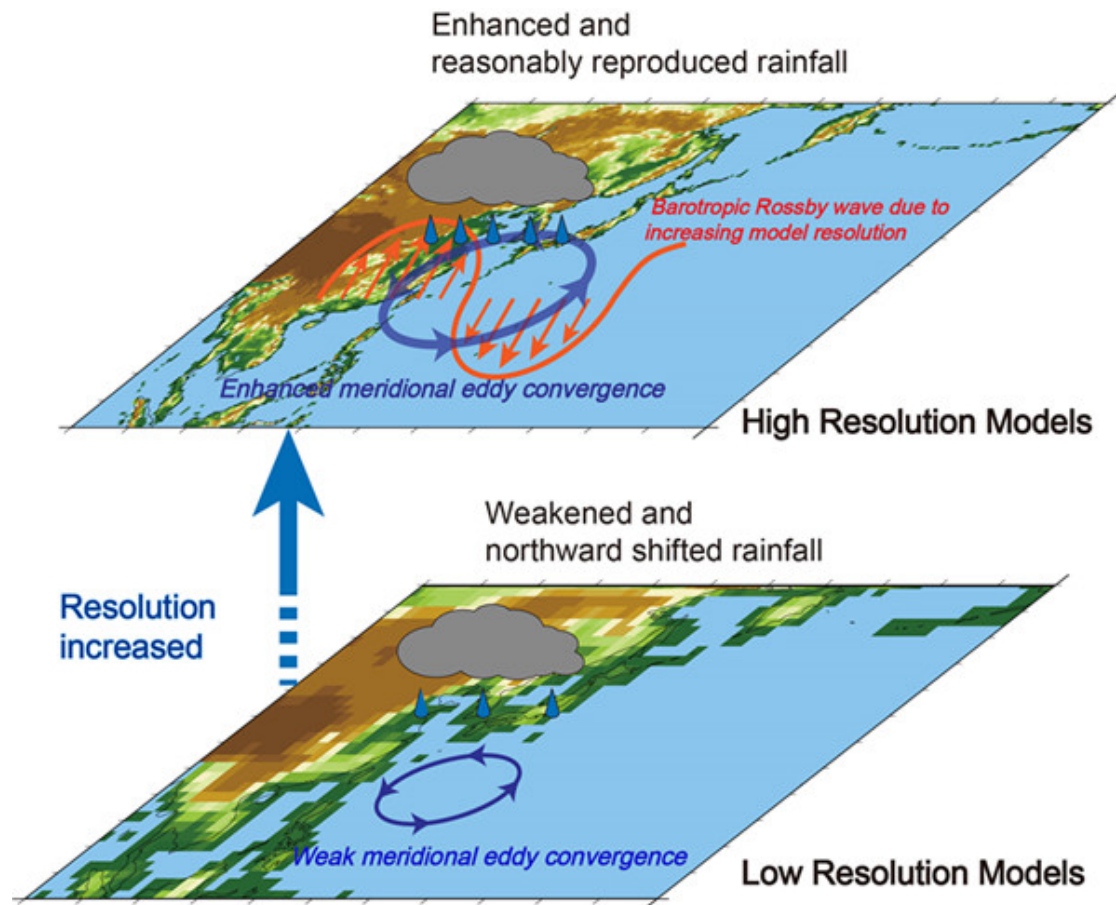 Enhanced and
reasonably reproduced rainfall
Barotropic Rossby wave due to
increasing model resolution
Enhanced meridional eddy convergence
High Resolution Models
Weakened and
northward shifted rainfall
Resolution
increased
Weak meridional eddy convergence
Low Resolution Models